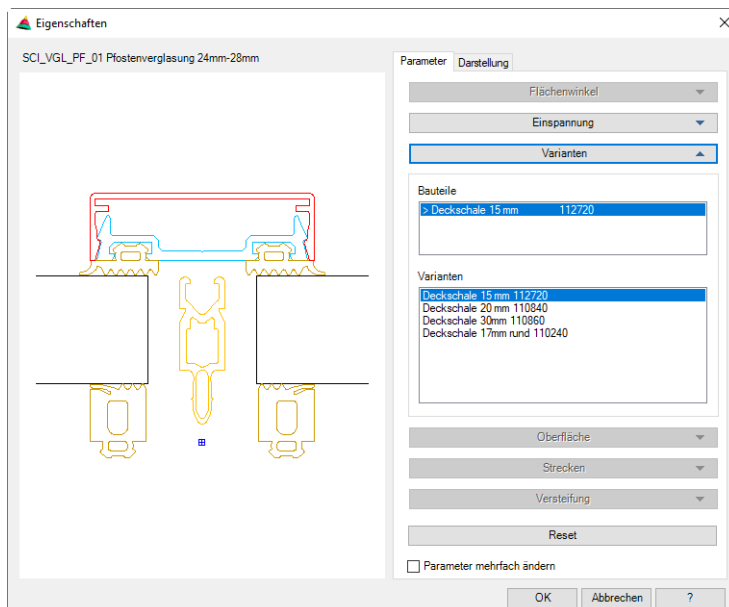 Eigenschaften
SCI_VGL_PF_01 Pfostenverglasung 24mm-28mm
Parameter
Darstellung
Flächenwinkel
Einspannung
Varianten
Bauteile
> Deckschale 15 mm 112720
Varianten
Deckschale 15 mm 112720
Deckschale 20 mm 110840
Deckschale 30mm 110860
Deckschale 17mm rund 110240
Oberfläche
Strecken
Versteifung
Reset
Parameter mehrfach ändern
OK
Abbrechen
?